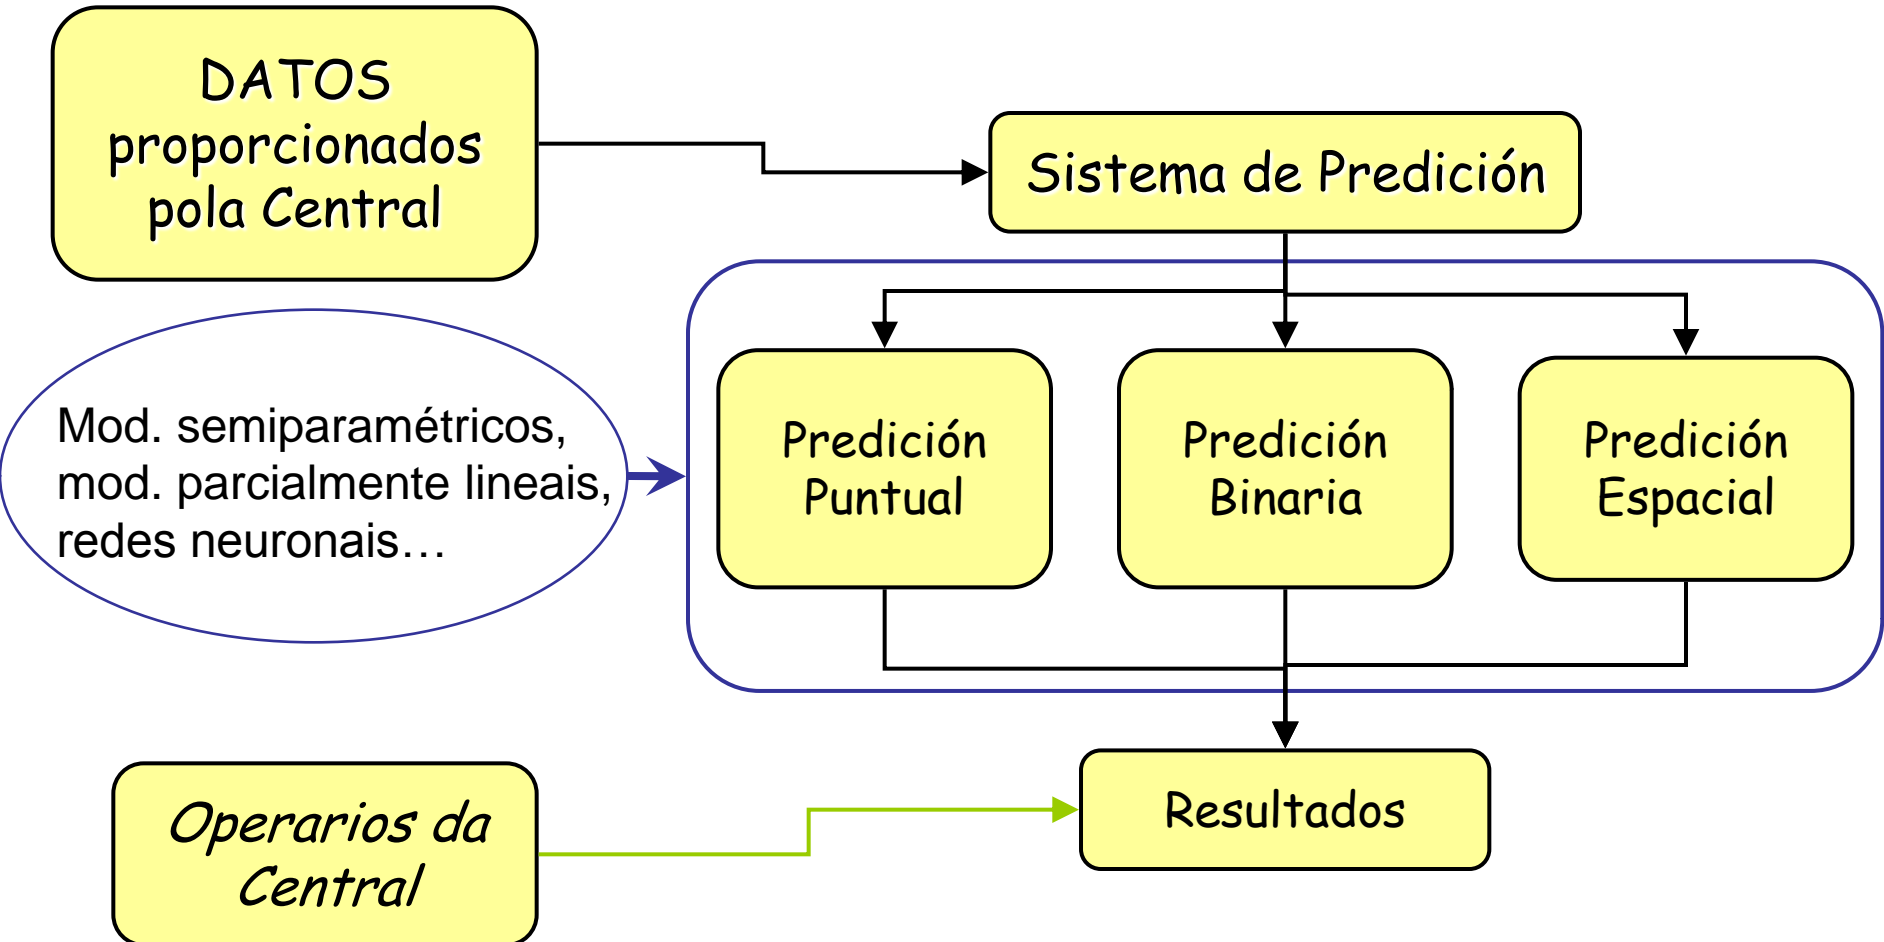 DATOS
proporcionados
pola Central
Sistema de Predición
Mod. semiparamétricos,
mod. parcialmente lineais,
redes neuronais…
Predición
Puntual
Predición
Binaria
Predición
Espacial
Operarios da
Central
Resultados